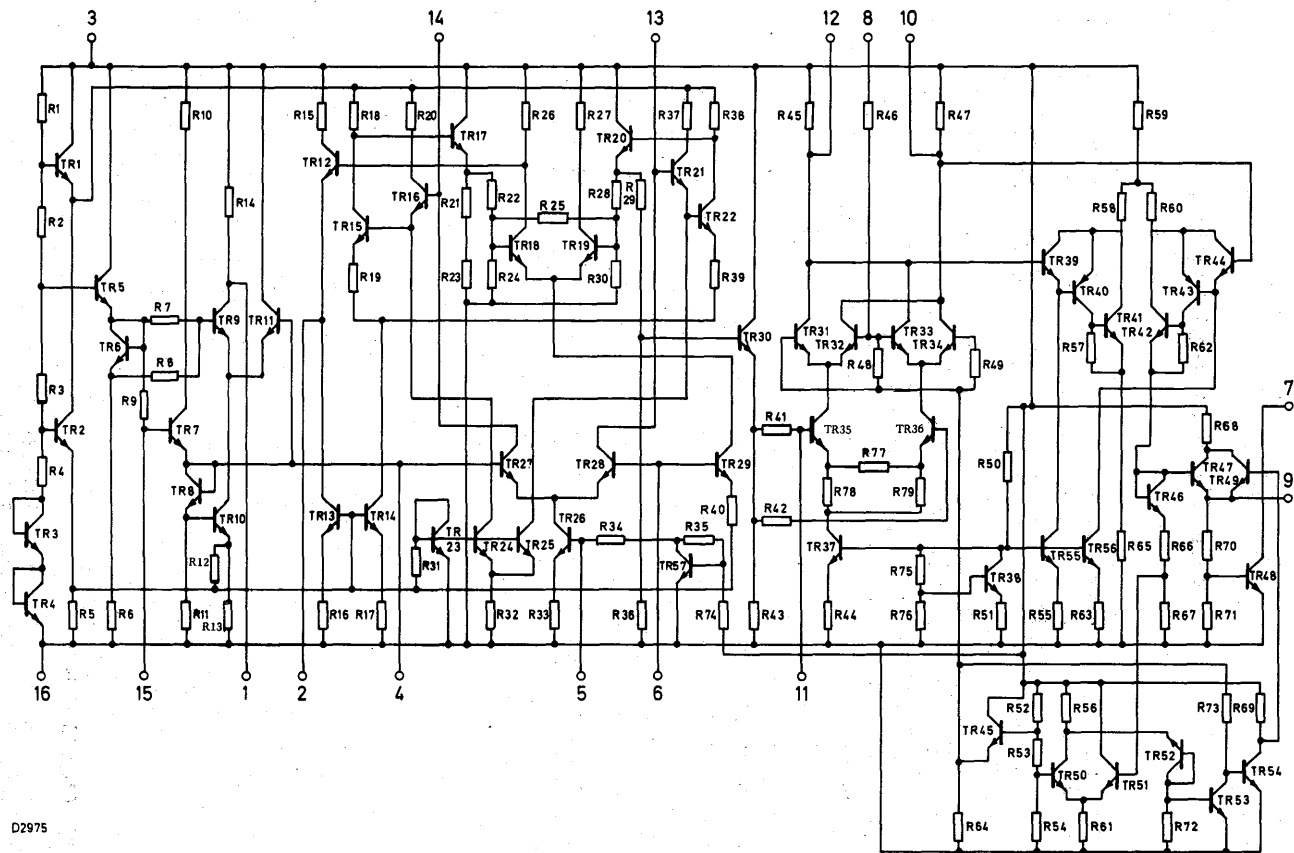 3 14 13 12 8 10
R1 R10 R15 R18 R20 TR17 R26 R27 TR20 R37 R38 R45 R46 R47 R59
TR1 TR12 TR21
R2 R14 TR16 R21 R22 R25 R28 R29 TR22 R58 R60
TR15 TR18 TR19 TR39 TR44
TR5 R19 R23 R24 R30 R39 TR40 TR43
R7 TR9 TR11 TR30 TR31 TR32 TR33 TR34 TR41 TR42
TR6 R57 R62
R8 R48 R49
R3 R9 7
TR2 TR7 R41 TR35 TR36 R68
R4 TR8 TR27 TR28 TR29 R77 R50 TR47 TR49
R78 R79 TR46 9
TR3 TR10 TR13 TR14 TR23 TR24 TR25 TR26 R34 R35 R40 R42
R12 R31 TR57 TR37 R75 TR38 TR55 TR56 R65 R66 R70 TR48
TR4 R5 R6 R11 R13 R16 R17 R32 R33 R36 R74 R43 R44 R76 R51 R55 R63 R67 R71
16 15 1 2 4 5 6 11
R52 R56 R73 R69
TR45 R53 TR52
TR50 TR51 TR53 TR54
R64 R54 R61 R72
D2975